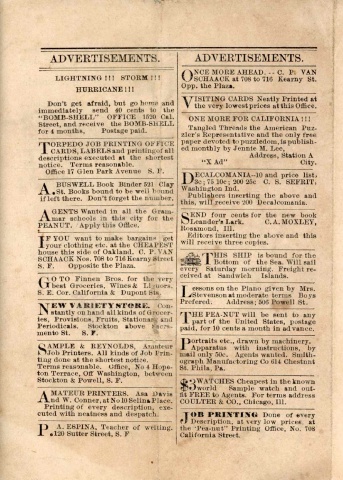 ADVERTISEMENTS.
LIGHTNING !!! STORM !!!
HURRICANE !!!
Don't get afraid, but go home and
immediately send 40 cents to the
"BOMB-SHELL" OFFICE 1520 Cal.
Street, and receive the BOMB-SHELL
for 4 months. Postage paid.
TORPEDO JOB PRINTING OFFICE
CARDS, LABELS and printing of all
descriptions executed at the shortest
notice. Terms reasonable.
Office 17 Glen Park Avenue S. F.
A. BUSWELL Book Binder 521 Clay
St. Books bound to be well bound
if left there. Don't forget the number.
AGENTS Wanted in all the Gram-
mar schools in this city for the
PEANUT. Apply this Office.
IF YOU want to make bargains get
your clothing etc. at the CHEAPEST
house this side of Oakland. C. P. VAN
SCHAACK Nos. 708 to 716 Kearny Street
S. F. Opposite the Plaza.
GO TO Flanea Bros. for the very
best Groceries, Wines & Liquors,
S. E. Cor. California & Dupont Sts.
NEW VARIETY STORE. Con-
stantly on hand all kinds of Grocer-
ies, Provisions, Fruits, Stationary and
Periodicals. Stockton above Sacra-
mento St. S. F.
SAMPLE & REYNOLDS, Amateur
Job Printers. All kinds of Job Prin-
ting done at the shortest notice.
Terms reasonable. Office, No 4 Hope-
ton Terrace, Off Washington, between
Stockton & Powell, S. F.
AMATEUR PRINTERS. Asa Davis
and W. Conner, at No 5 Selina Place.
Printing of every description, exe-
cuted with neatness and despatch.
P. A. ESPINA, Teacher of writing.
120 Sutter Street, S. F
ADVERTISEMENTS.
ONCE MORE AHEAD. -- C. P. VAN
SCHAACK at 708 to 716 Kearny St.
Opp. the Plaza.
VISITING CARDS Neatly Printed at
the very lowest prices at this Office.
ONE MORE FOR CALIFORNIA !!!
Tangled Threads the American Puz-
zler's Representative and the only free
paper devoted to puzzledom, is publish-
ed monthly by Jennie M. Lee,
Address, Station A
"X Ad" City.
DECALCOMANIA--10 and price list,
3c; 75 10c; 200 25c C. S. SEFRIT,
Washington Ind.
Publishers inserting the above and
this, will receive 200 Decalcomania.
SEND four cents for the new book
Leander's Lark. C. A. MOXLEY,
Rosamond, Ill.
Editors inserting the above and this
will receive three copies.
THIS SHIP is bound for the
Bottom of the Sea. Will sail
every Saturday morning. Freight re-
ceived at Sandwich Islands.
Lessons on the Piano given by Mrs.
Stevenson at moderate terms Boys
Prefered. Address: 505 Powell St.
THE PEA-NUT will be sent to any
part of the United States, postage
paid, for 10 cents a month in advance.
Portraits etc., drawn by machinery.
Apparatus with instructions, by
mail only 50c. Agents wanted. Smith-
ograph Manufacturing Co 614 Chestnut
St. Phila, Pa.
$3 WATCHES Cheapest in the known
world Sample watch and out-
fit FREE to Agents. For terms address
COULTER & CO., Chicago, Ill.
JOB PRINTING Done of every
Description, at very low prices, at
the "Pea-nut" Printing Office, No. 708
California Street.